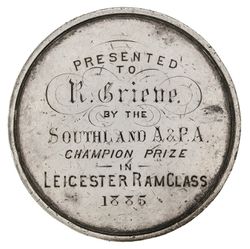 PRESENTED
TO
R. Grieve.
BY THE
SOUTHLAND A & P. A.
CHAMPION PRIZE
IN
LEICESTER RAM CLASS
1885